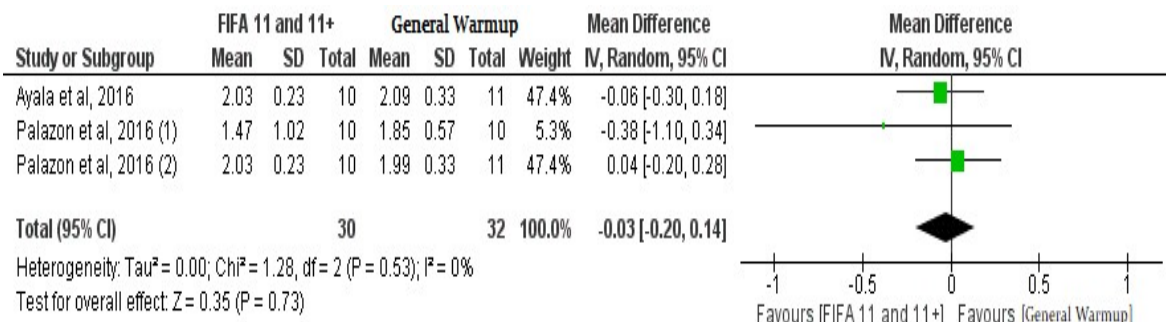 FIFA 11 and 11+ General Warmup Mean Difference Mean Difference
Study or Subgroup Mean SD Total Mean SD Total Weight IV, Random, 95% CI IV, Random, 95% CI
Ayala et al, 2016 2.03 0.23 10 2.09 0.33 11 47.4% -0.06 [-0.30, 0.18]
Palazon et al, 2016 (1) 1.47 1.02 10 1.85 0.57 10 5.3% -0.38 [-1.10, 0.34]
Palazon et al, 2016 (2) 2.03 0.23 10 1.99 0.33 11 47.4% 0.04 [-0.20, 0.28]
Total (95% CI) 30 32 100.0% -0.03 [-0.20, 0.14]
Heterogeneity: Tau² = 0.00; Chi² = 1.28, df = 2 (P = 0.53); I² = 0%
Test for overall effect: Z = 0.35 (P = 0.73)
-1 -0.5 0 0.5 1
Favours [FIFA 11 and 11+] Favours [General Warmup]